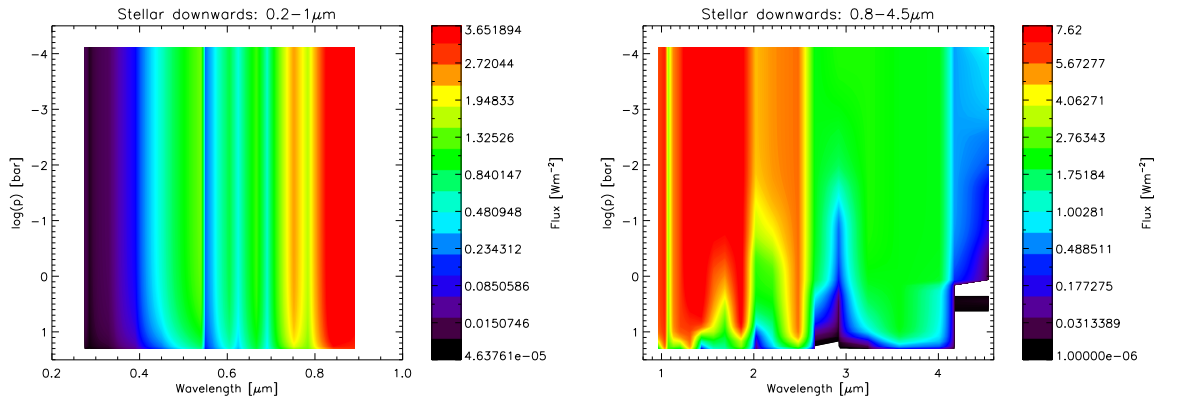 Stellar downwards: 0.2−1μm
−4
−3
−2
−1
0
1
log(p) [bar]
0.2 0.4 0.6 0.8 1.0
Wavelength [μm]
3.651894
2.72044
1.94833
1.32526
0.840147
0.480948
0.234312
0.0850586
0.0150746
4.63761e−05
Flux [Wm−2]
Stellar downwards: 0.8−4.5μm
−4
−3
−2
−1
0
1
log(p) [bar]
1 2 3 4
Wavelength [μm]
7.62
5.67277
4.06271
2.76343
1.75184
1.00281
0.488511
0.177275
0.0313389
1.00000e−06
Flux [Wm−2]